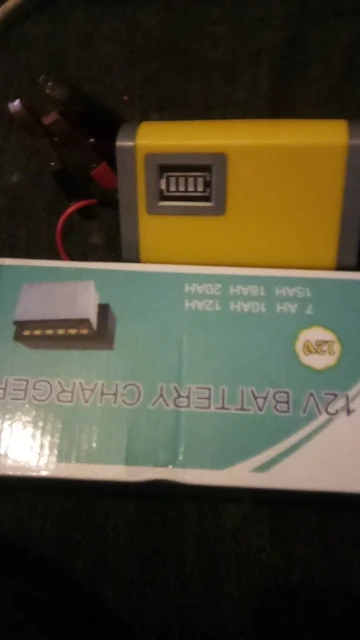 12V BATTERY CHARGER
12V
7 AH 10AH 12AH
15AH 18AH 20AH